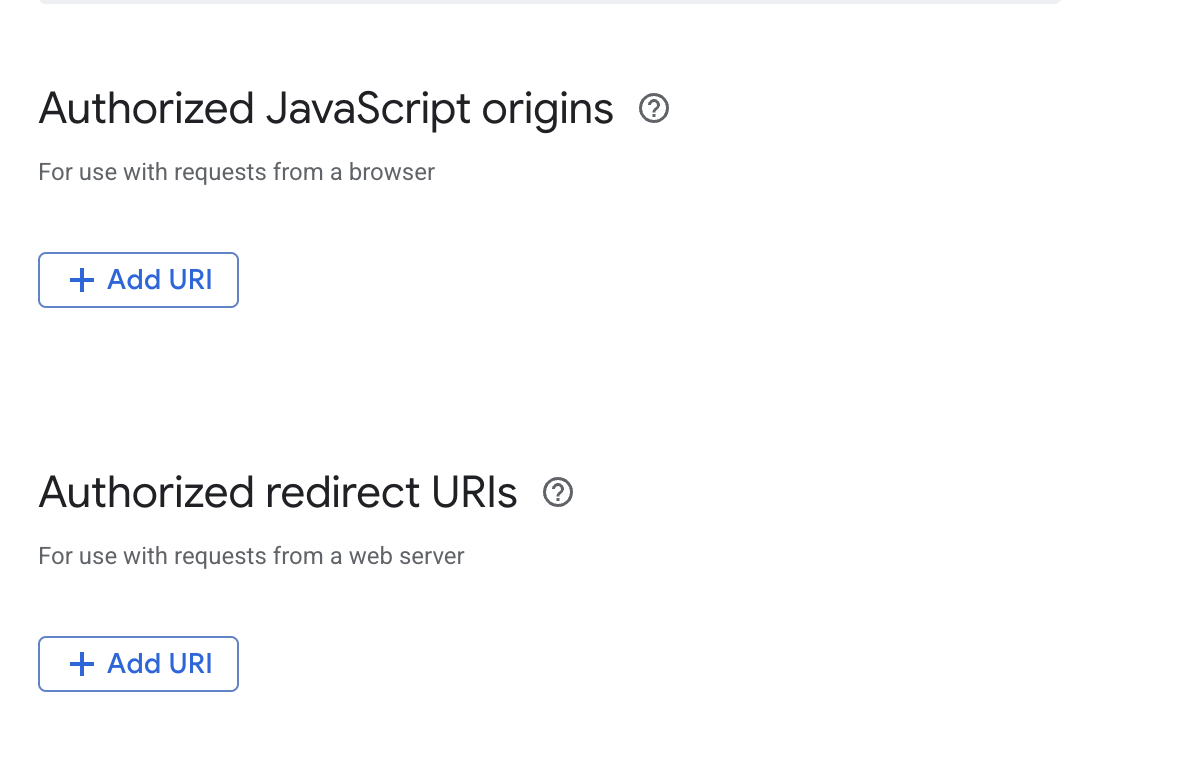 Authorized JavaScript origins
For use with requests from a browser
+ Add URI
Authorized redirect URIs
For use with requests from a web server
+ Add URI